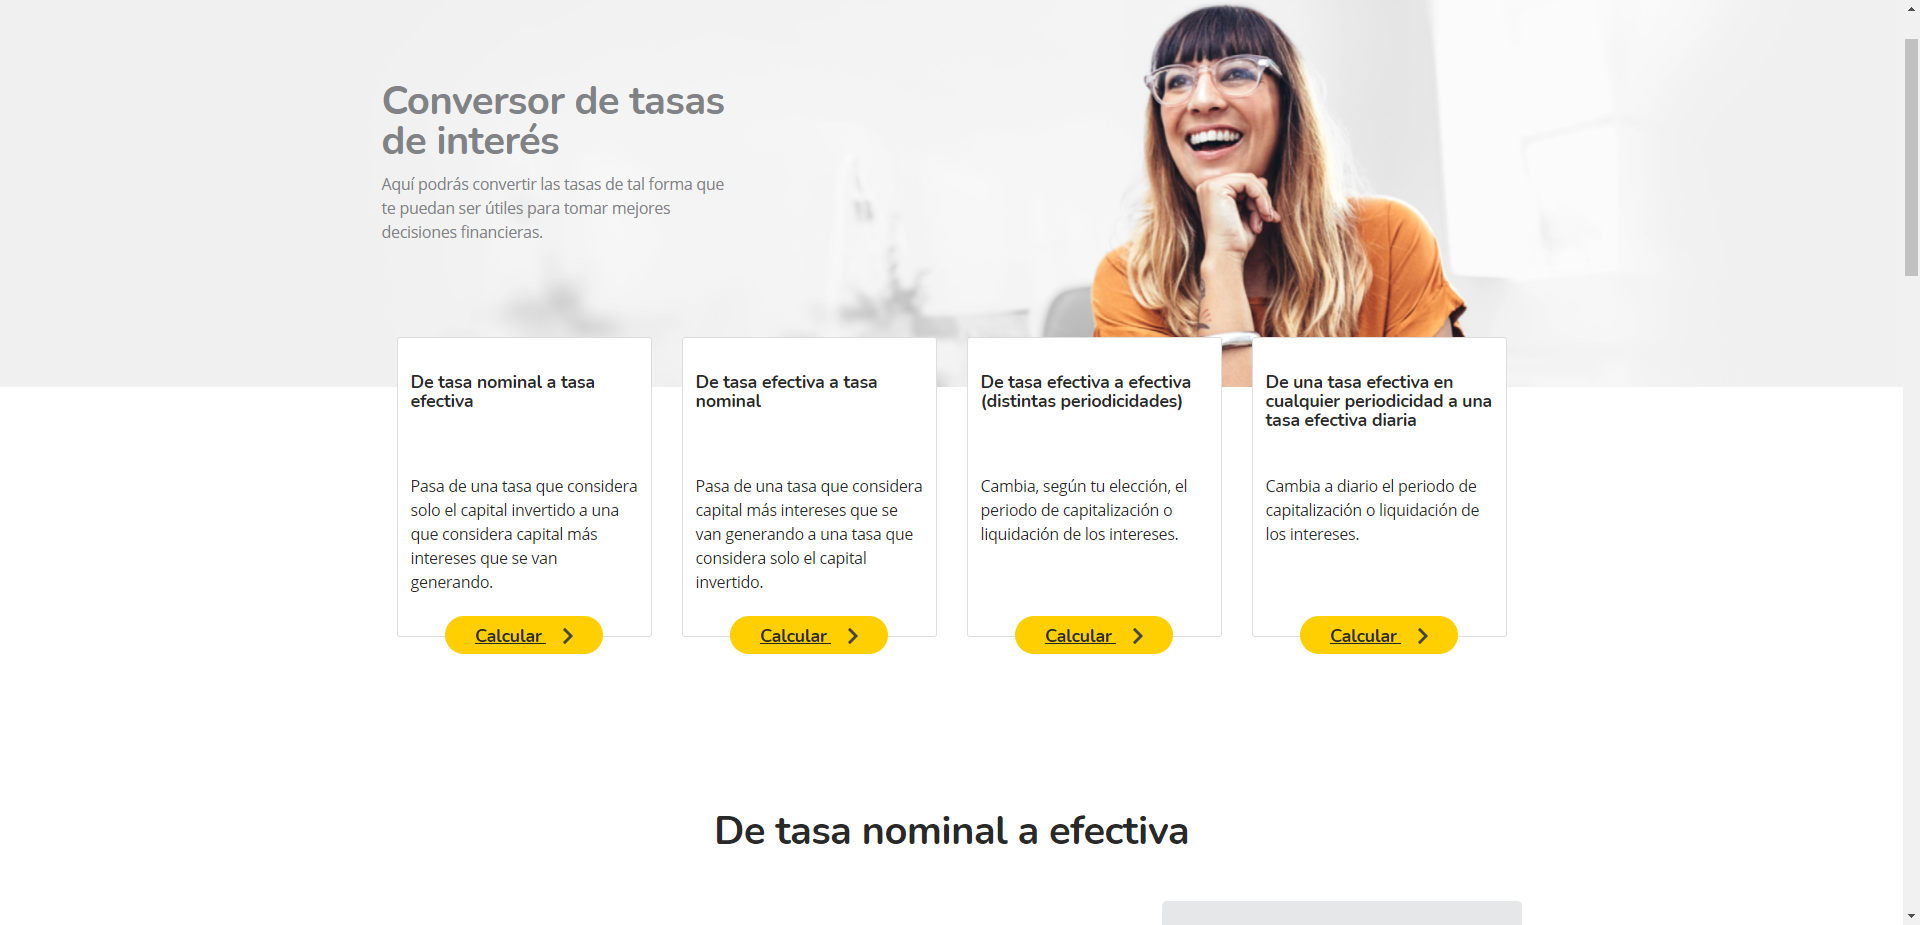 Conversor de tasas
de interés
Aquí podrás convertir las tasas de tal forma que
te puedan ser útiles para tomar mejores
decisiones financieras.
De tasa nominal a tasa
efectiva
Pasa de una tasa que considera
solo el capital invertido a una
que considera capital más
intereses que se van
generando.
Calcular
De tasa efectiva a tasa
nominal
Pasa de una tasa que considera
capital más intereses que se
van generando a una tasa que
considera solo el capital
invertido.
Calcular
De tasa efectiva a efectiva
(distintas periodicidades)
Cambia, según tu elección, el
periodo de capitalización o
liquidación de los intereses.
Calcular
De una tasa efectiva en
cualquier periodicidad a una
tasa efectiva diaria
Cambia a diario el periodo de
capitalización o liquidación de
los intereses.
Calcular
De tasa nominal a efectiva